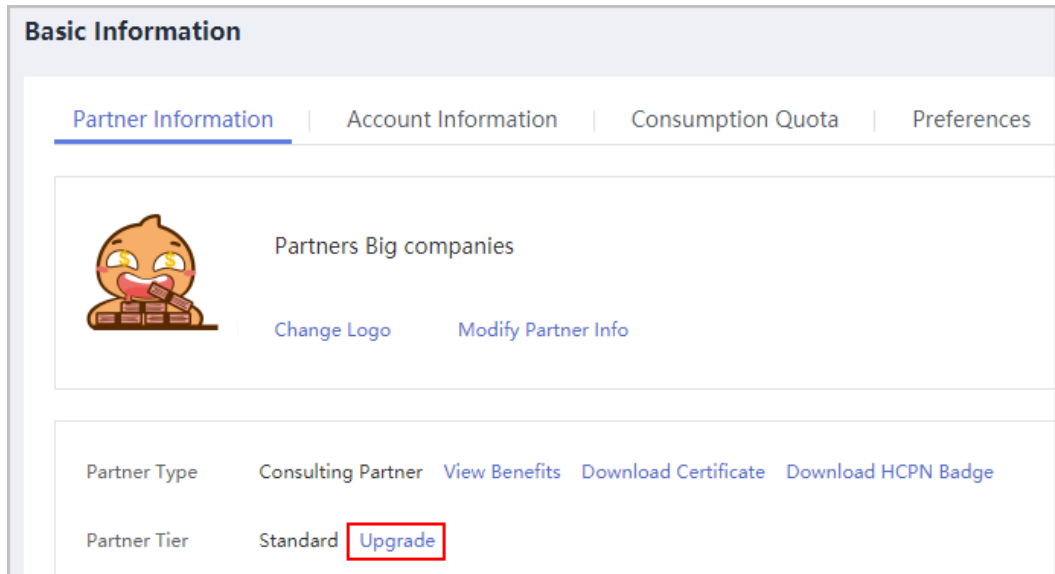 Basic Information
Partner Information Account Information Consumption Quota Preferences
Partners Big companies
Change Logo Modify Partner Info
Partner Type Consulting Partner View Benefits Download Certificate Download HCPN Badge
Partner Tier Standard Upgrade